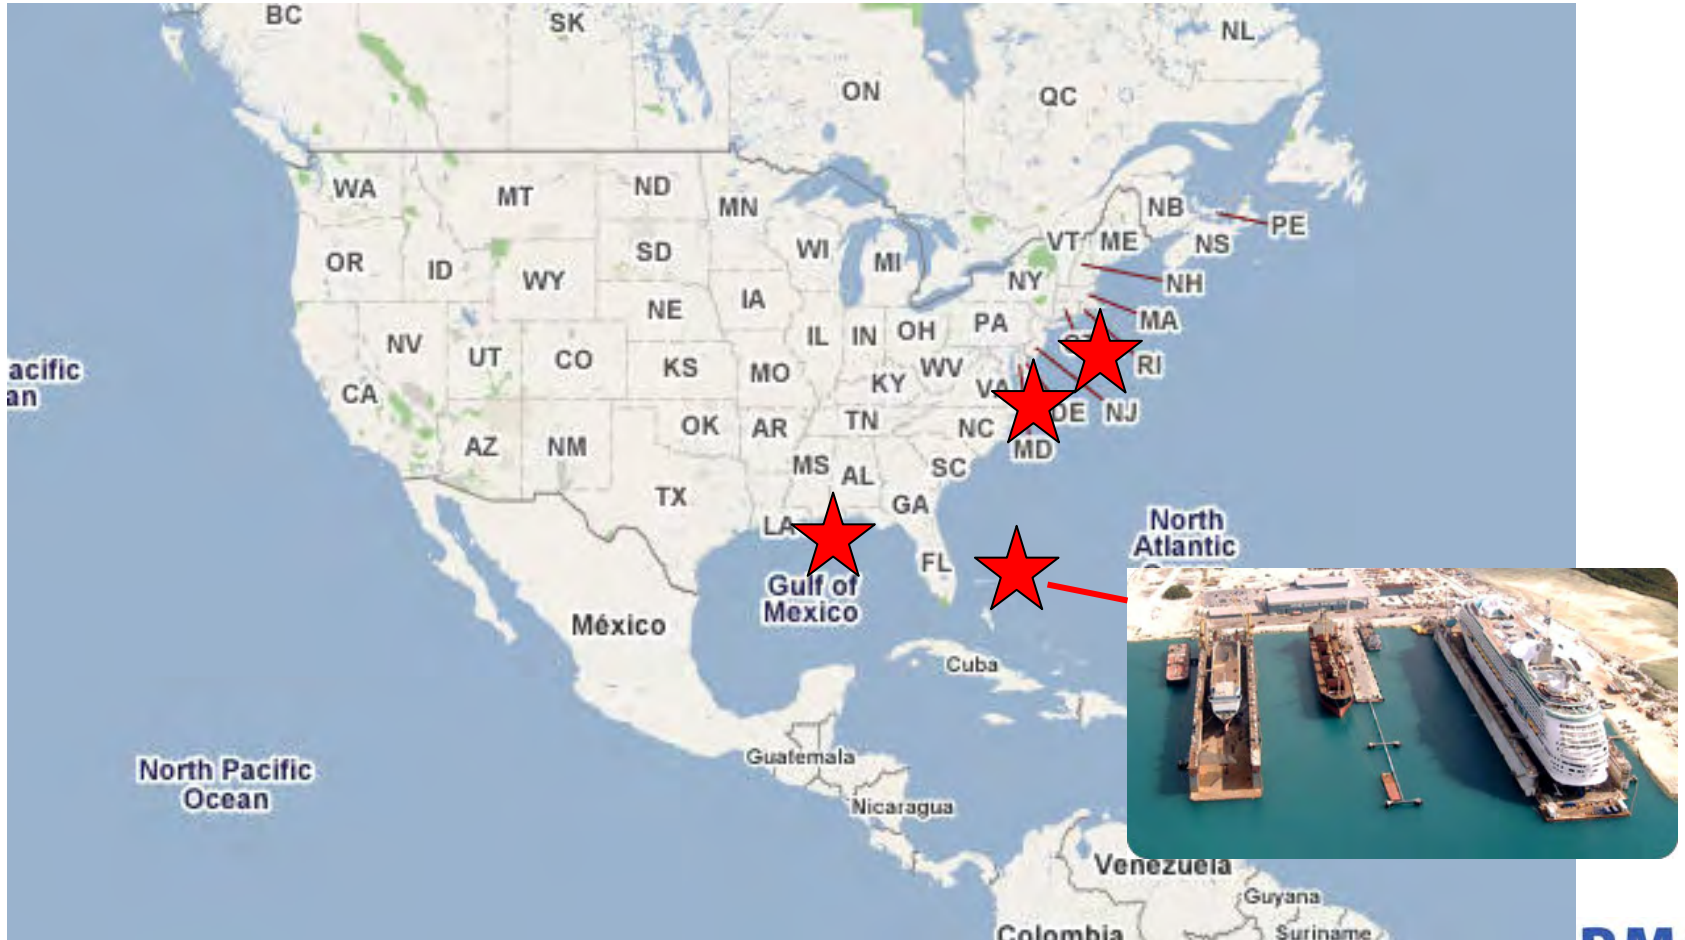 BC
SK
NL
ON
QC
WA
MT
ND
MN
NB
PE
OR
ID
SD
WI
MI
VT
ME
NS
WY
NY
NH
NE
IA
MA
NV
UT
CO
IL
IN
OH
PA
RI
acific
an
CA
KS
MO
KY
WV
VA
DE
NJ
AZ
NM
OK
AR
TN
NC
MD
MS
AL
SC
TX
GA
LA
FL
North
Atlantic
Gulf of
Mexico
México
Cuba
North Pacific
Ocean
Guatemala
Nicaragua
Venezuela
Guyana
Colombia
Suriname